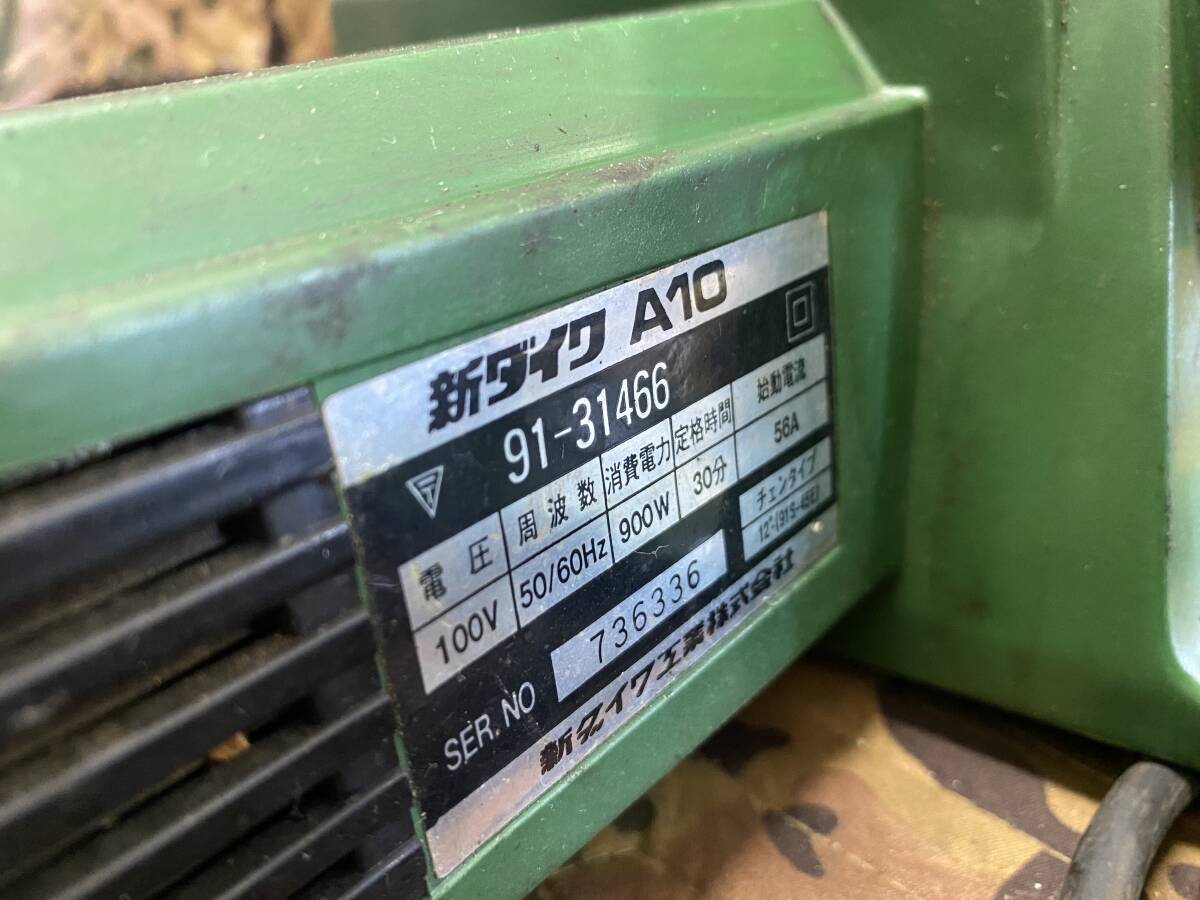 新ダイワ A10
〒 91-31466
電圧 周波数 消費電力 定格時間 始動電流
100V 50/60Hz 900W 30分 56A
チェンタイプ
SER.NO 736336
新ダイワ工業株式会社